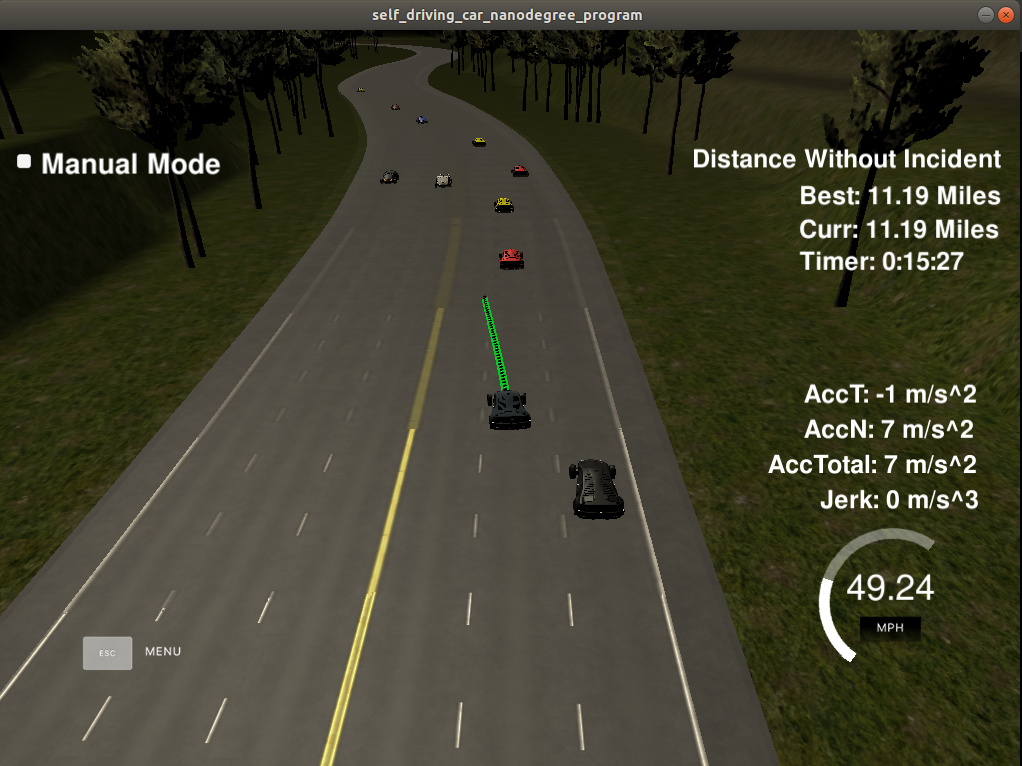 self_driving_car_nanodegree_program
Manual Mode
Distance Without Incident
Best: 11.19 Miles
Curr: 11.19 Miles
Timer: 0:15:27
AccT: -1 m/s^2
AccN: 7 m/s^2
AccTotal: 7 m/s^2
Jerk: 0 m/s^3
49.24
MPH
ESC MENU